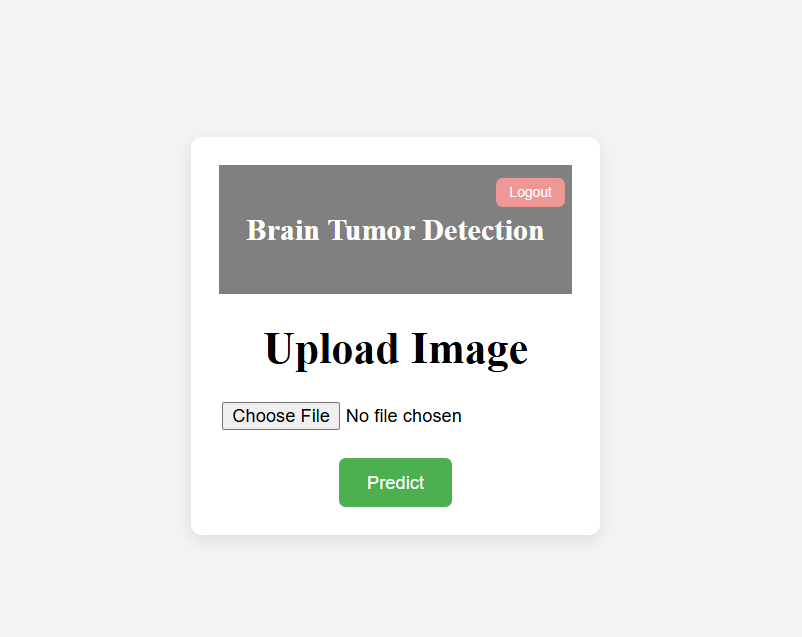 Logout
Brain Tumor Detection
Upload Image
Choose File No file chosen
Predict